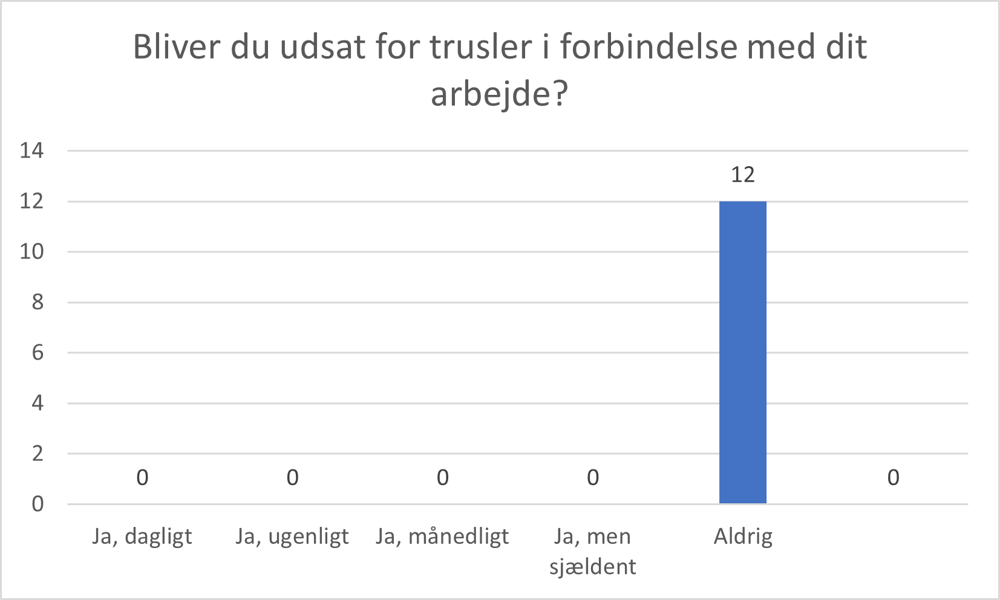 Bliver du udsat for trusler i forbindelse med dit
arbejde?
14
12
12
10
8
6
4
2
0 0 0 0 0
0
Ja, dagligt Ja, ugenligt Ja, månedligt Ja, men Aldrig
sjældent